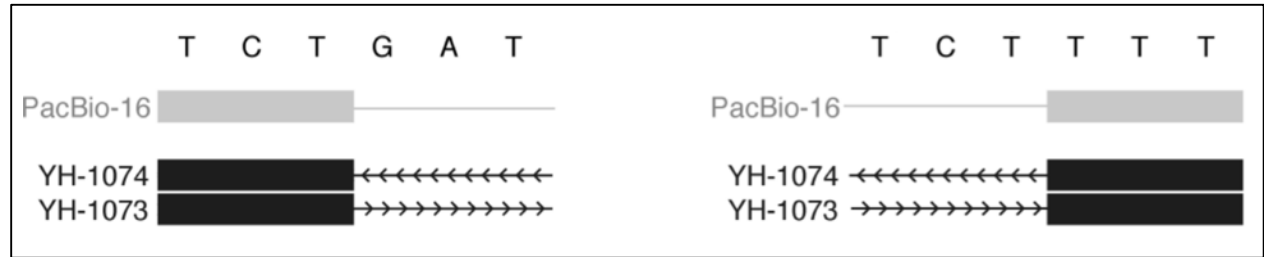 T C T G A T
T C T T T T
PacBio-16
PacBio-16
YH-1074
YH-1074
YH-1073
YH-1073